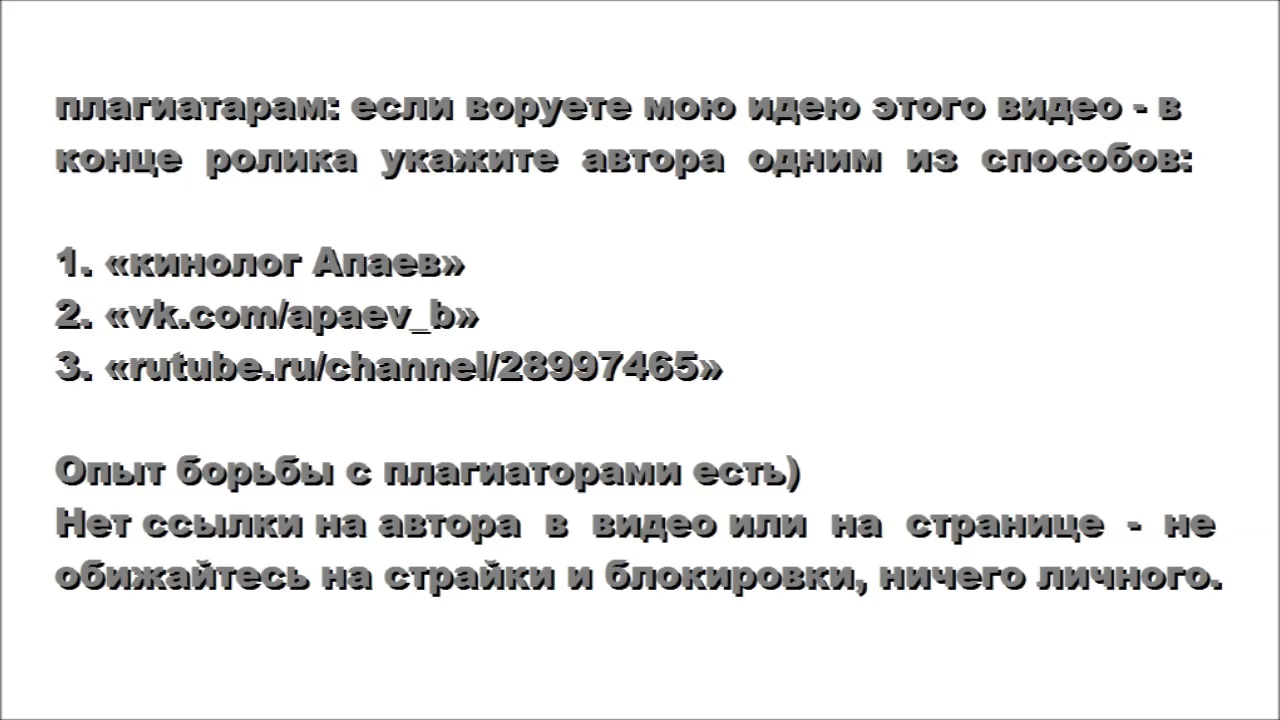 плагиатарам: если воруете мою идею этого видео - в
конце ролика укажите автора одним из способов:
1. «кинолог Апаев»
2. «vk.com/apaev_b»
3. «rutube.ru/channel/28997465»
Опыт борьбы с плагиаторами есть)
Нет ссылки на автора в видео или на странице - не
обижайтесь на страйки и блокировки, ничего личного.